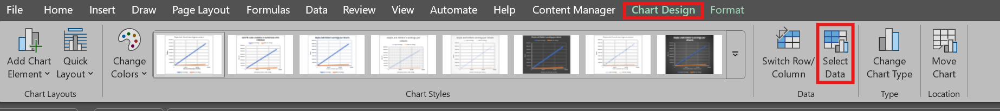 File Home Insert Draw Page Layout Formulas Data Review View Automate Help Content Manager Chart Design Format
Add Chart
Element
Quick
Layout
Change
Colors
Switch Row/
Column
Select
Data
Change
Chart Type
Move
Chart
Chart Layouts
Chart Styles
Data
Type
Location